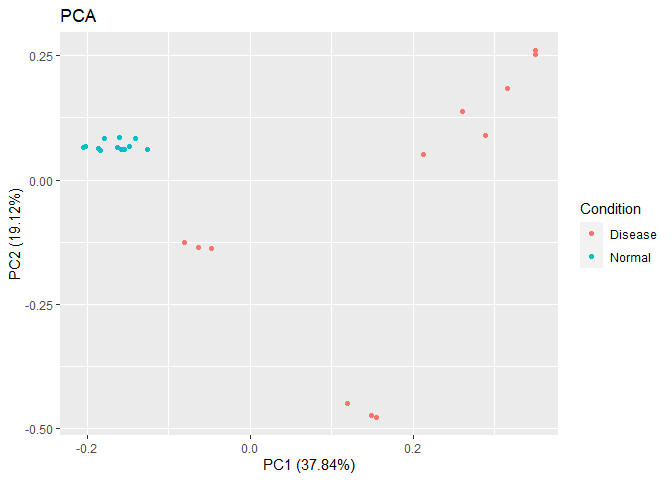 PCA
0.25
0.00
-0.25
-0.50
PC2 (19.12%)
-0.2
0.0
0.2
PC1 (37.84%)
Condition
Disease
Normal